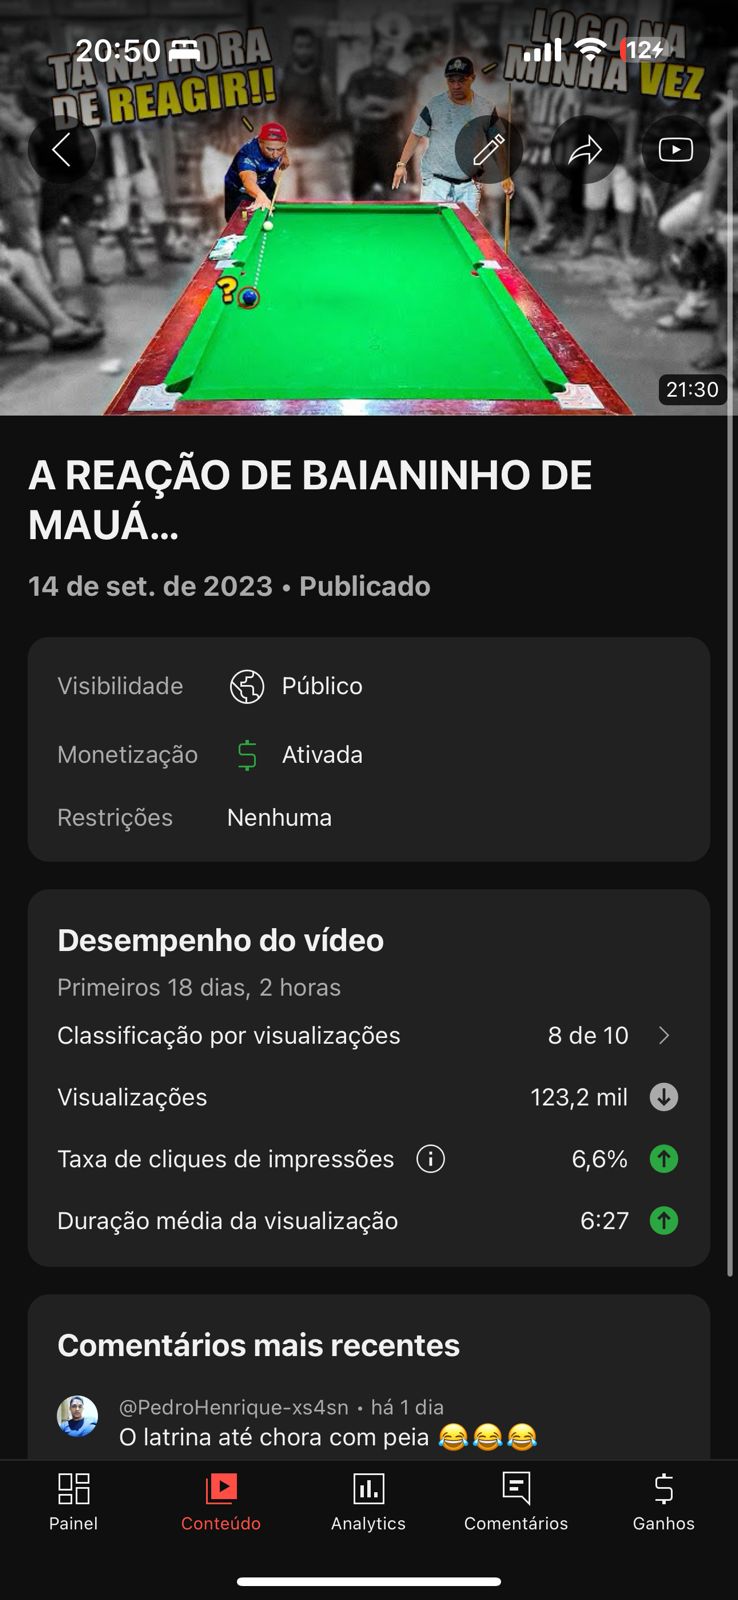 20:50
12
TÁ NA HORA
DE REAGIR!!
LOGO NA
MINHA VEZ
?
21:30
A REAÇÃO DE BAIANINHO DE
MAUÁ...
14 de set. de 2023 • Publicado
Visibilidade Público
Monetização Ativada
Restrições Nenhuma
Desempenho do vídeo
Primeiros 18 dias, 2 horas
Classificação por visualizações 8 de 10
Visualizações 123,2 mil
Taxa de cliques de impressões 6,6%
Duração média da visualização 6:27
Comentários mais recentes
@PedroHenrique-xs4sn • há 1 dia
O latrina até chora com peia 😂😂😂
Painel Conteúdo Analytics Comentários Ganhos